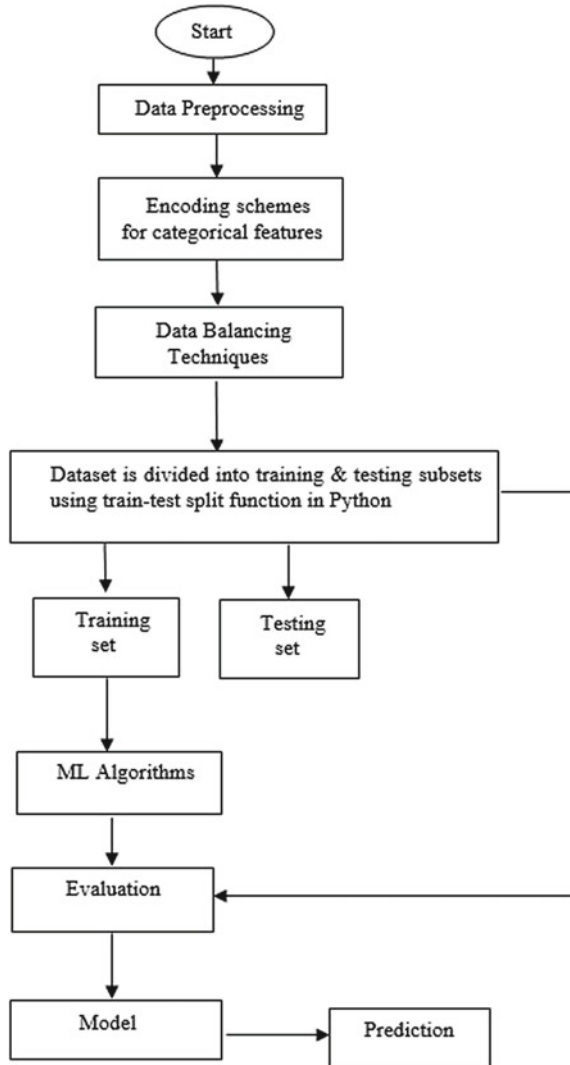 Start
Data Preprocessing
Encoding schemes
for categorical features
Data Balancing
Techniques
Dataset is divided into training & testing subsets
using train-test split function in Python
Training
set
Testing
set
ML Algorithms
Evaluation
Model
Prediction